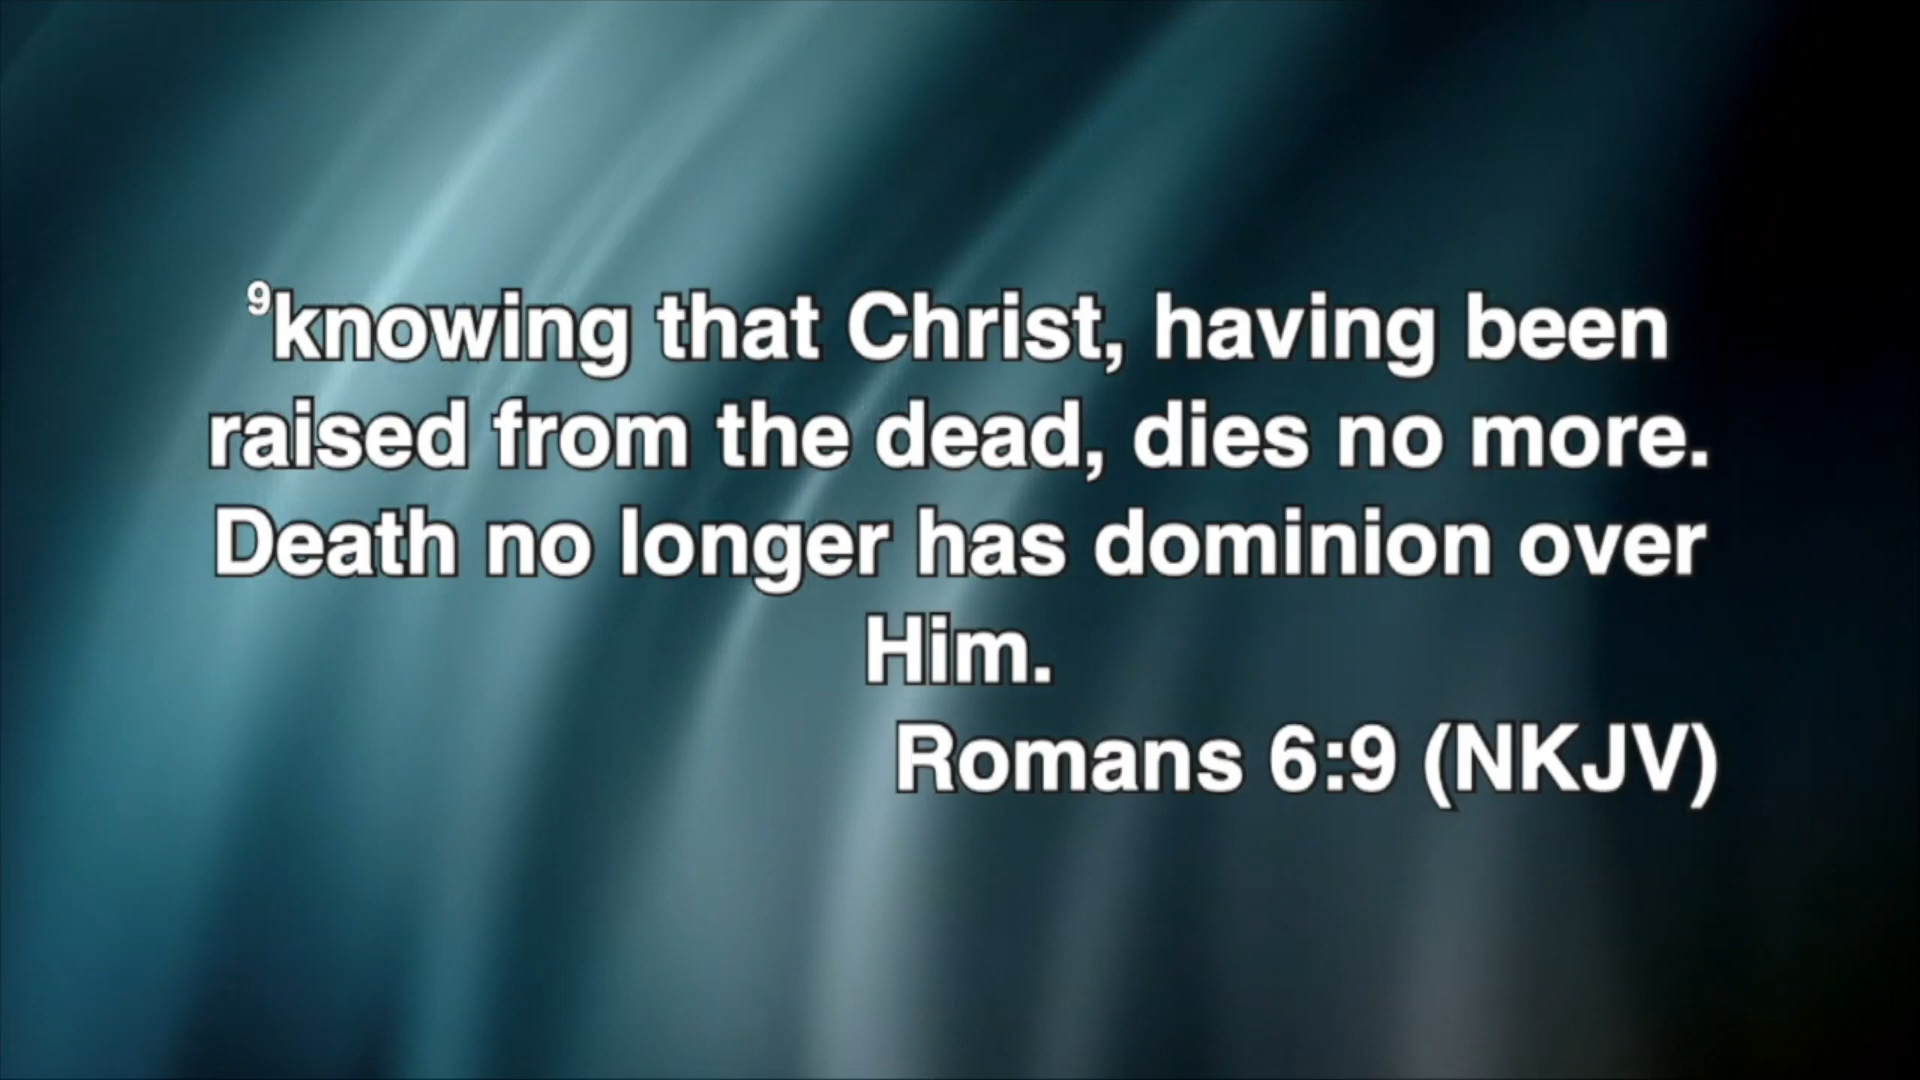 ⁹knowing that Christ, having been
raised from the dead, dies no more.
Death no longer has dominion over
Him.
Romans 6:9 (NKJV)